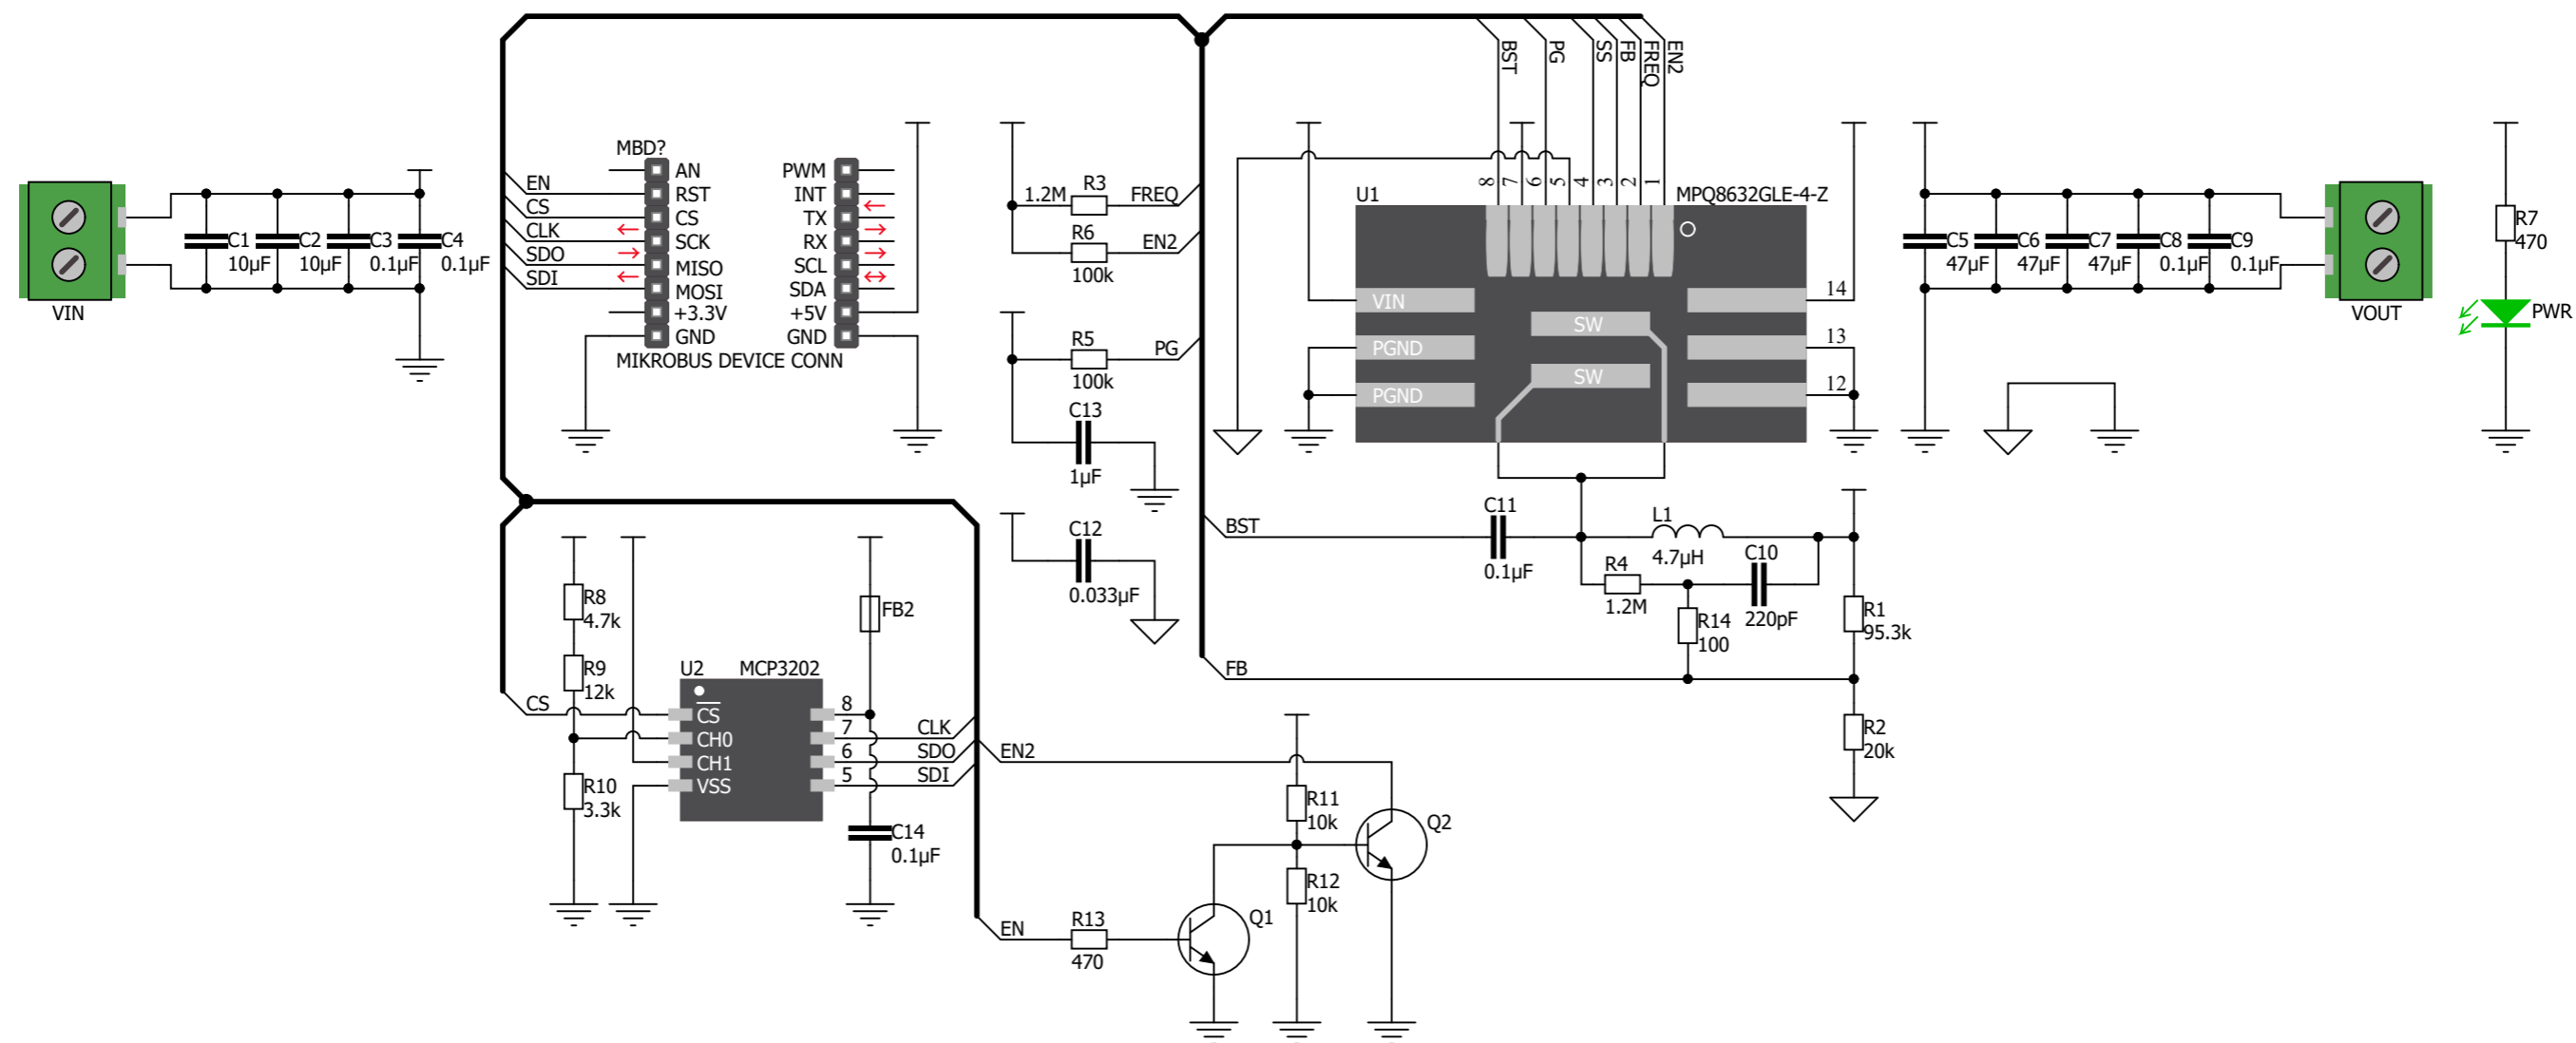 BST
PG
SS
FB
FREQ
EN2
MBD?
AN
RST
CS
SCK
MISO
MOSI
+3.3V
GND
PWM
INT
TX
RX
SCL
SDA
+5V
GND
MIKROBUS DEVICE CONN
EN
CS
CLK
SDO
SDI
VIN
C1
10µF
C2
10µF
C3
0.1µF
C4
0.1µF
R3
1.2M
FREQ
R6
EN2
100k
R5
PG
100k
C13
1µF
C12
0.033µF
U1
MPQ8632GLE-4-Z
8
7
6
5
4
3
2
1
VIN
PGND
PGND
SW
SW
14
13
12
C5
47µF
C6
47µF
C7
47µF
C8
0.1µF
C9
0.1µF
VOUT
R7
470
PWR
BST
C11
0.1µF
L1
4.7µH
R4
1.2M
C10
220pF
R14
100
R1
95.3k
FB
R2
20k
R8
4.7k
R9
12k
R10
3.3k
FB2
U2
MCP3202
CS
CS
CH0
CH1
VSS
8
7
6
5
CLK
SDO
SDI
C14
0.1µF
EN2
R11
10k
R12
10k
Q2
EN
R13
470
Q1